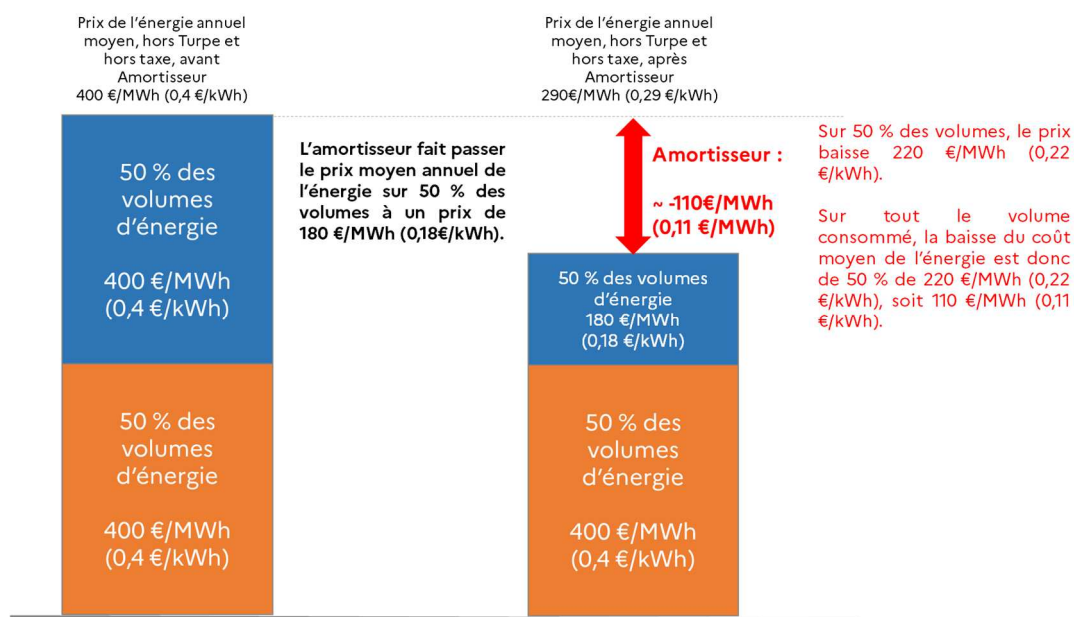 Prix de l’énergie annuel
moyen, hors Turpe et
hors taxe, avant
Amortisseur
400 €/MWh (0,4 €/kWh)
50 % des
volumes
d’énergie
400 €/MWh
(0,4 €/kWh)
50 % des
volumes
d’énergie
400 €/MWh
(0,4 €/kWh)
L’amortisseur fait passer
le prix moyen annuel de
l’énergie sur 50 % des
volumes à un prix de
180 €/MWh (0,18€/kWh).
Prix de l’énergie annuel
moyen, hors Turpe et
hors taxe, après
Amortisseur
290€/MWh (0,29 €/kWh)
Amortisseur :
~ -110€/MWh
(0,11 €/MWh)
50 % des volumes
d’énergie
180 €/MWh
(0,18 €/kWh)
50 % des
volumes
d’énergie
400 €/MWh
(0,4 €/kWh)
Sur 50 % des volumes, le prix
baisse 220 €/MWh (0,22
€/kWh).
Sur tout le volume
consommé, la baisse du coût
moyen de l’énergie est donc
de 50 % de 220 €/MWh (0,22
€/kWh), soit 110 €/MWh (0,11
€/kWh).